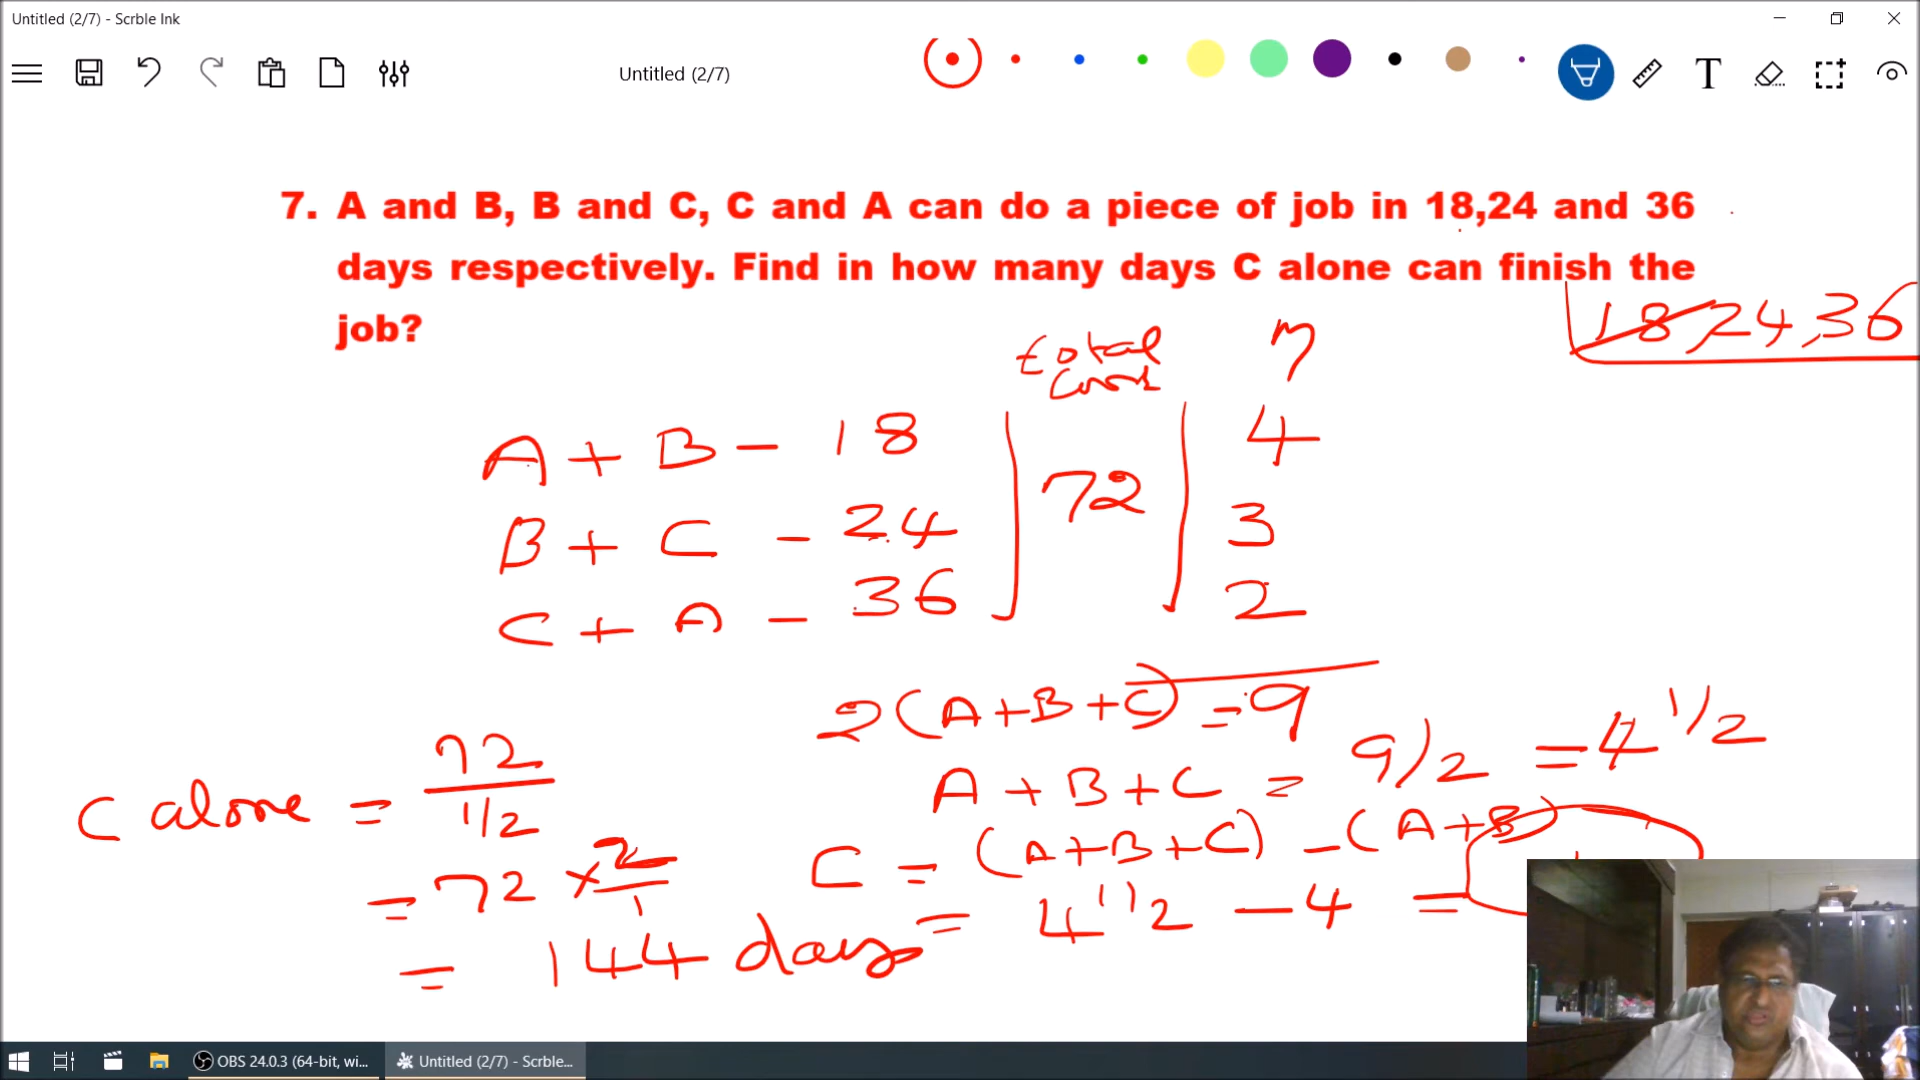 Untitled (2/7) - Scrble Ink
Untitled (2/7)
T
7. A and B, B and C, C and A can do a piece of job in 18,24 and 36
days respectively. Find in how many days C alone can finish the
job?
18,24,36
total
work
η
A + B - 18
72
4
B + C - 24
3
C + A - 36
2
2(A+B+C) = 9
A + B + C = 9/2 = 4 1/2
C = (A+B+C) - (A+B)
= 4 1/2 - 4 =
C alone = 72
1/2
= 72 × 2
1
= 144 days
OBS 24.0.3 (64-bit, wi...
Untitled (2/7) - Scrble...